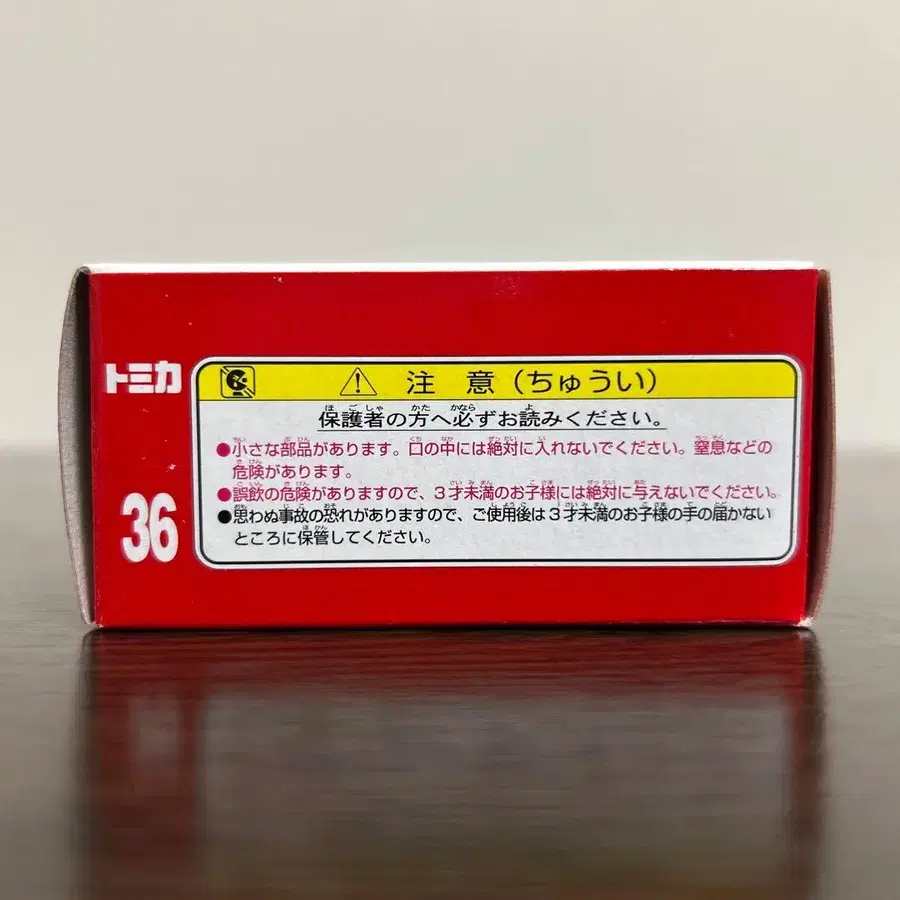 トミカ
36
注意（ちゅうい）
保護者の方へ必ずお読みください。
●小さな部品があります。口の中には絶対に入れないでください。窒息などの
危険があります。
●誤飲の危険がありますので、3才未満のお子様には絶対に与えないでください。
●思わぬ事故の恐れがありますので、ご使用後は3才未満のお子様の手の届かない
ところに保管してください。